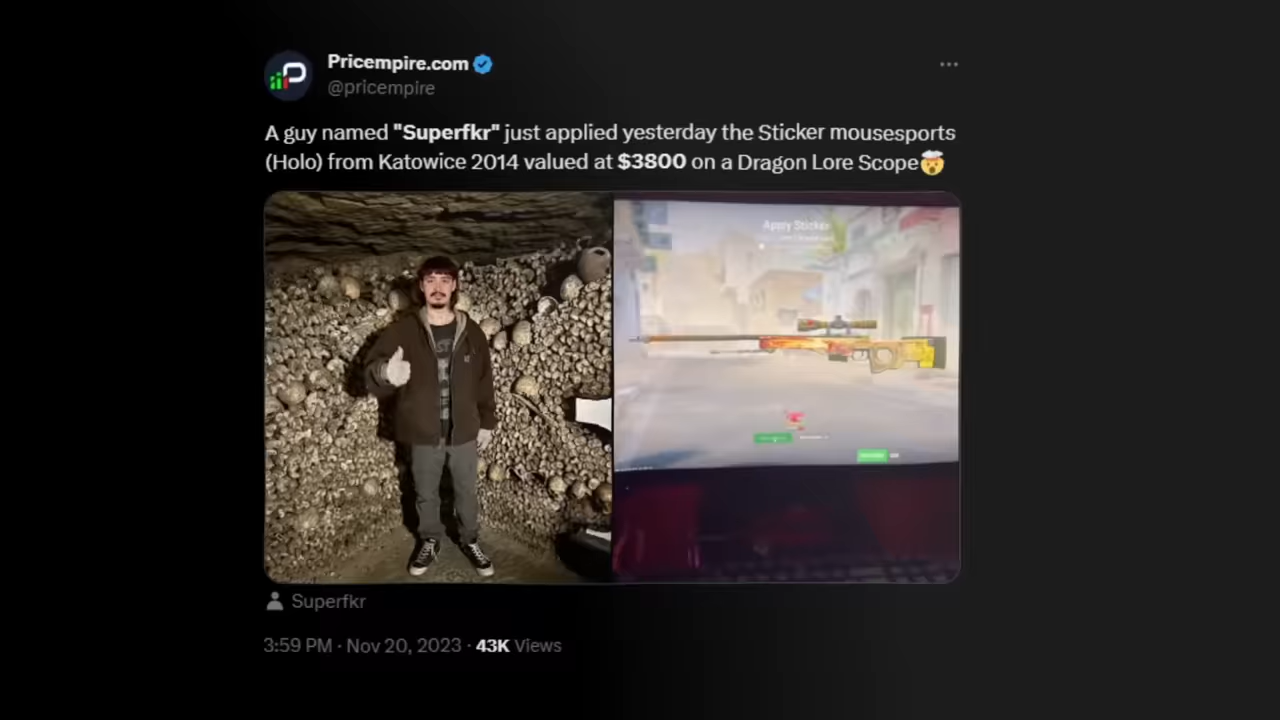 Pricempire.com
@pricempire
A guy named "Superfkr" just applied yesterday the Sticker mousesports
(Holo) from Katowice 2014 valued at $3800 on a Dragon Lore Scope🤯
Apply Sticker
Superfkr
3:59 PM · Nov 20, 2023 · 43K Views